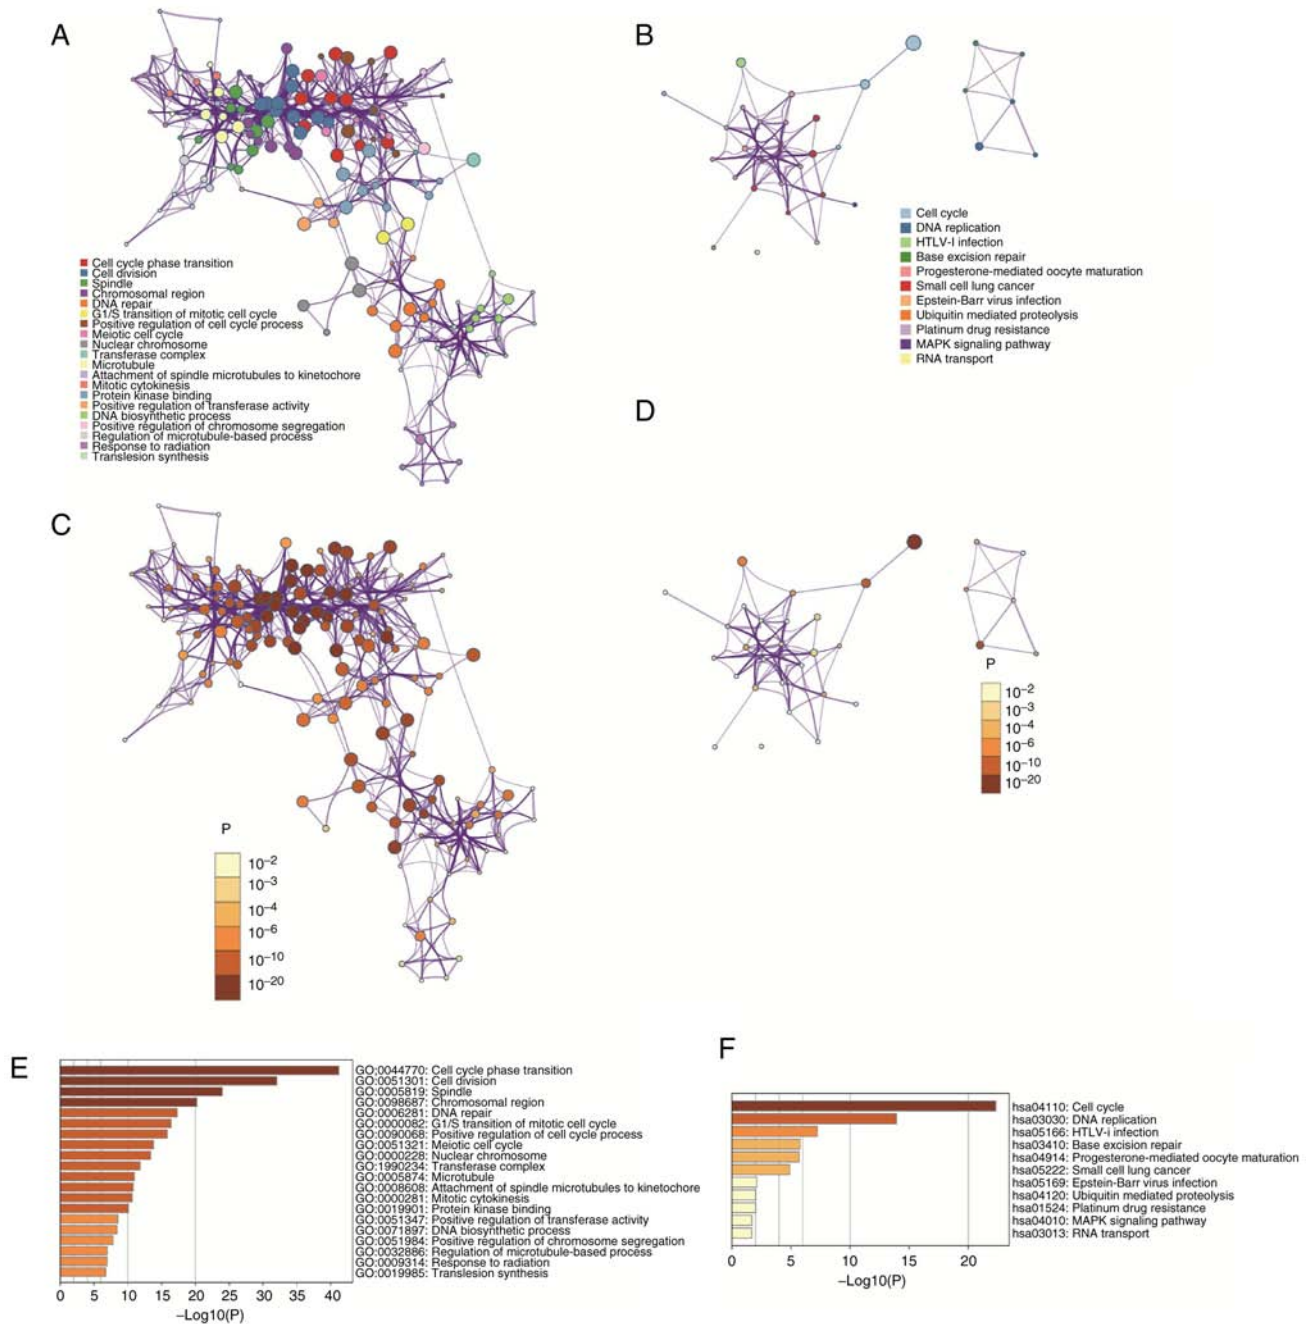 A
B
Cell cycle phase transition
Cell division
Spindle
Chromosomal region
DNA repair
G1/S transition of mitotic cell cycle
Positive regulation of cell cycle process
Meiotic cell cycle
Nuclear chromosome
Transferase complex
Microtubule
Attachment of spindle microtubules to kinetochore
Mitotic cytokinesis
Protein kinase binding
Positive regulation of transferase activity
DNA biosynthetic process
Positive regulation of chromosome segregation
Regulation of microtubule-based process
Response to radiation
Translesion synthesis
Cell cycle
DNA replication
HTLV-I infection
Base excision repair
Progesterone-mediated oocyte maturation
Small cell lung cancer
Epstein-Barr virus infection
Ubiquitin mediated proteolysis
Platinum drug resistance
MAPK signaling pathway
RNA transport
C
D
P
10−2
10−3
10−4
10−6
10−10
10−20
P
10−2
10−3
10−4
10−6
10−10
10−20
E
GO;0044770: Cell cycle phase transition
GO:0051301: Cell division
GO:0005819: Spindle
GO:0098687: Chromosomal region
GO:0006281: DNA repair
GO:0000082: G1/S transition of mitotic cell cycle
GO:0090068: Positive regulation of cell cycle process
GO:0051321: Meiotic cell cycle
GO:0000228: Nuclear chromosome
GO:1990234: Transferase complex
GO:0005874: Microtubule
GO:0008608: Attachment of spindle microtubules to kinetochore
GO:0000281: Mitotic cytokinesis
GO:0019901: Protein kinase binding
GO:0051347: Positive regulation of transferase activity
GO:0071897: DNA biosynthetic process
GO:0051984: Positive regulation of chromosome segregation
GO:0032886: Regulation of microtubule-based process
GO:0009314: Response to radiation
GO:0019985: Translesion synthesis
0 5 10 15 20 25 30 35 40
−Log10(P)
F
hsa04110: Cell cycle
hsa03030: DNA replication
hsa05166: HTLV-i infection
hsa03410: Base excision repair
hsa04914: Progesterone-mediated oocyte maturation
hsa05222: Small cell lung cancer
hsa05169: Epstein-Barr virus infection
hsa04120: Ubiquitin mediated proteolysis
hsa01524: Platinum drug resistance
hsa04010: MAPK signaling pathway
hsa03013: RNA transport
0 5 10 15 20
−Log10(P)